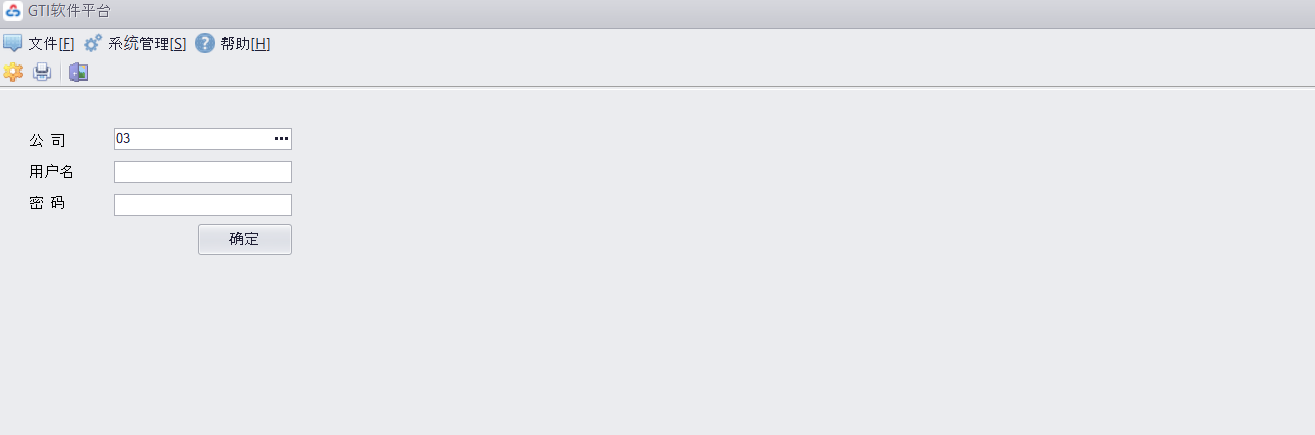 GTI软件平台
文件[F] 系统管理[S] 帮助[H]
公 司 03
用户名
密 码
确定